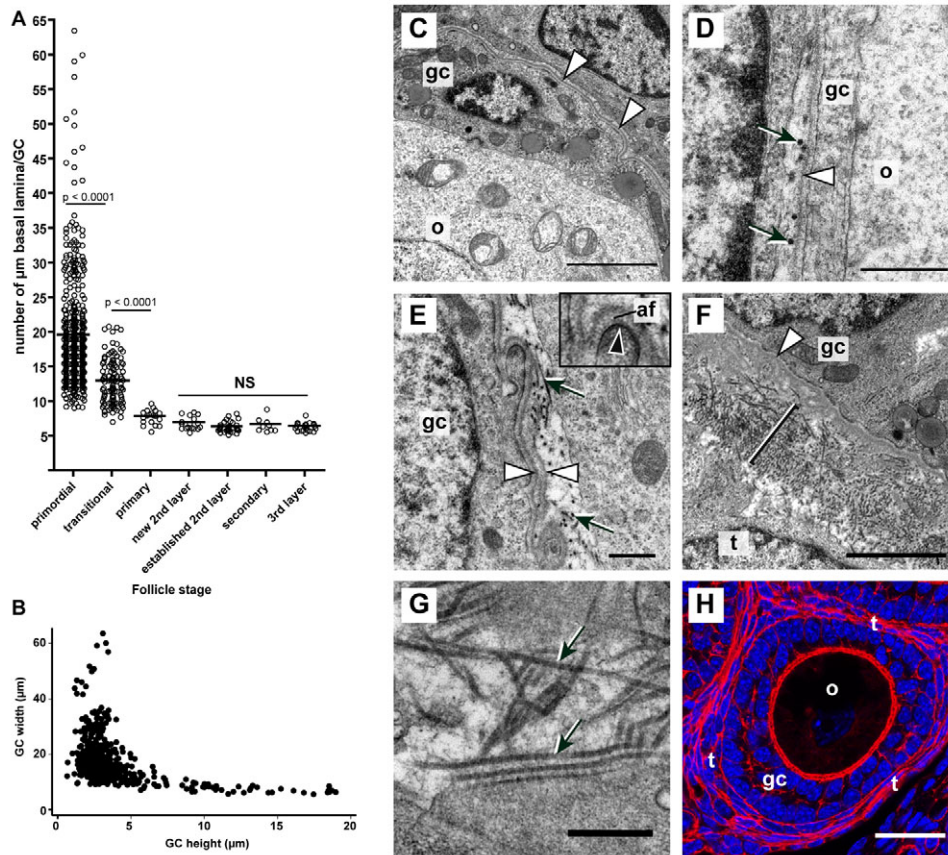 A
number of µm basal lamina/GC
65
60
55
50
45
40
35
30
25
20
15
10
5
p < 0.0001
p < 0.0001
NS
primordial
transitional
primary
new 2nd layer
established 2nd layer
secondary
3rd layer
Follicle stage
B
GC width (µm)
60
40
20
0
0 5 10 15 20
GC height (µm)
C
gc
o
D
gc
o
E
af
gc
F
gc
t
G
H
t
o
t
gc
t